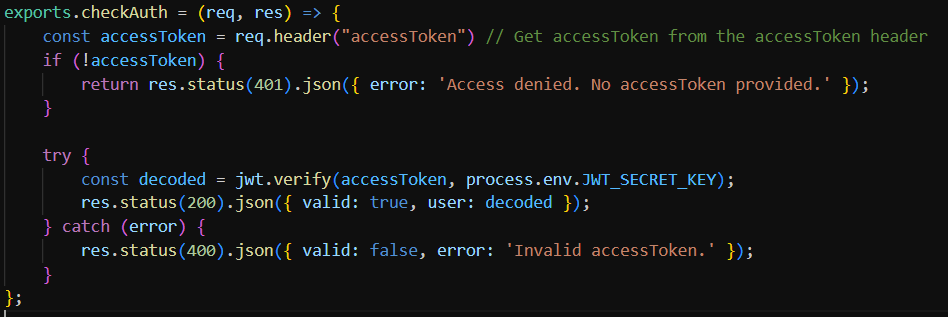 exports.checkAuth = (req, res) => {
    const accessToken = req.header("accessToken") // Get accessToken from the accessToken header
    if (!accessToken) {
        return res.status(401).json({ error: 'Access denied. No accessToken provided.' });
    }

    try {
        const decoded = jwt.verify(accessToken, process.env.JWT_SECRET_KEY);
        res.status(200).json({ valid: true, user: decoded });
    } catch (error) {
        res.status(400).json({ valid: false, error: 'Invalid accessToken.' });
    }
};